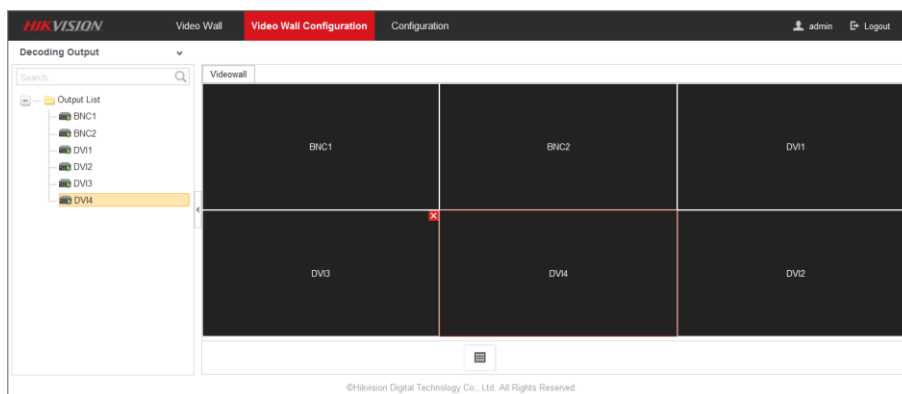 HIKVISION Video Wall Video Wall Configuration Configuration admin Logout
Decoding Output
Search... Videowall
Output List
BNC1
BNC2
DVI1
DVI2
DVI3
DVI4
BNC1 BNC2 DVI1
DVI3 DVI4 DVI2
©Hikvision Digital Technology Co., Ltd. All Rights Reserved.